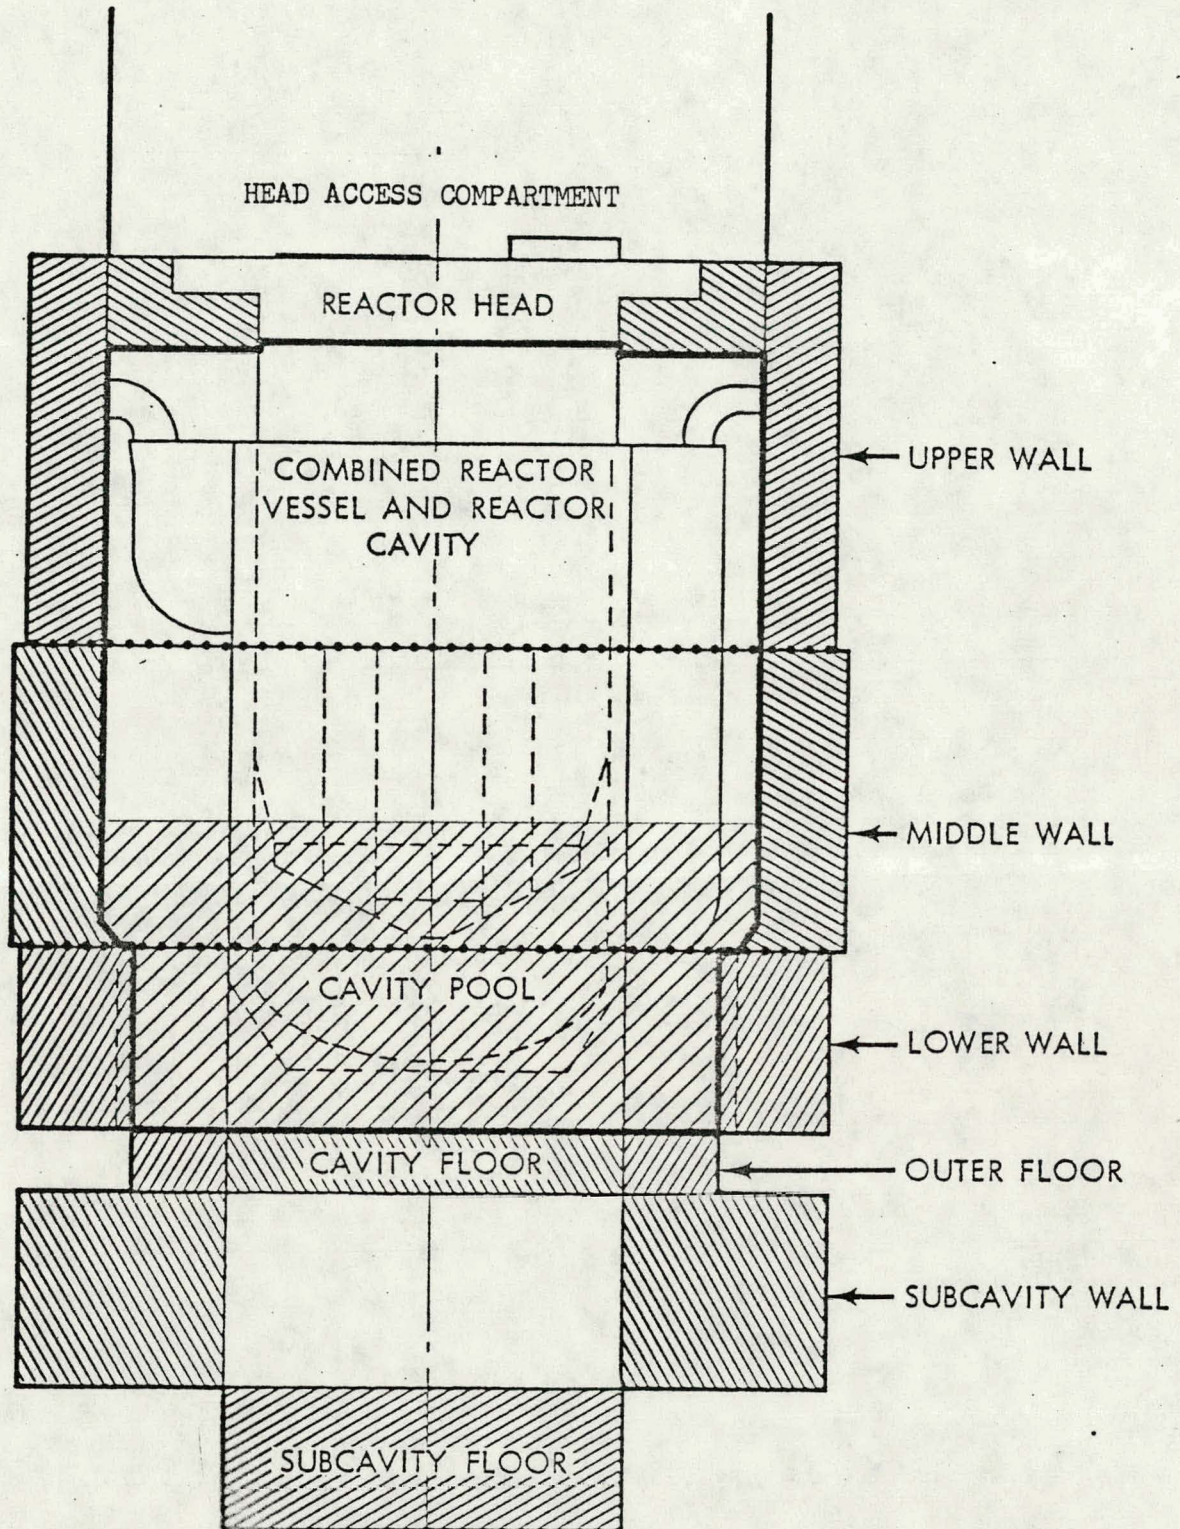 HEAD ACCESS COMPARTMENT
REACTOR HEAD
COMBINED REACTOR
VESSEL AND REACTOR
CAVITY
UPPER WALL
MIDDLE WALL
CAVITY POOL
LOWER WALL
CAVITY FLOOR
OUTER FLOOR
SUBCAVITY WALL
SUBCAVITY FLOOR